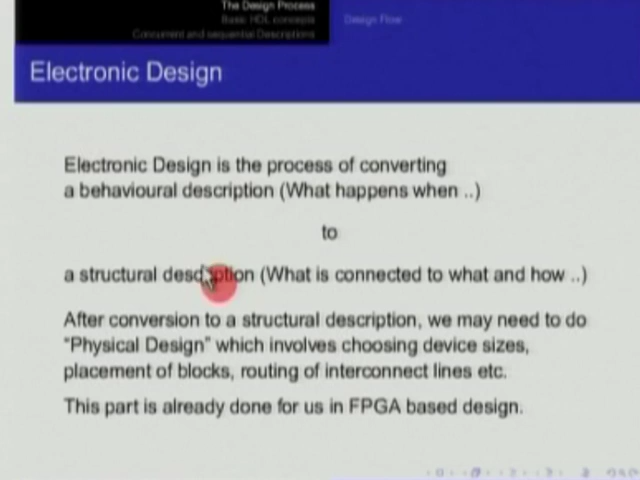 The Design Process
Basic HDL concepts
Concurrent and sequential Descriptions
Design Flow
Electronic Design
Electronic Design is the process of converting
a behavioural description (What happens when ..)
to
a structural description (What is connected to what and how ..)
After conversion to a structural description, we may need to do
"Physical Design" which involves choosing device sizes,
placement of blocks, routing of interconnect lines etc.
This part is already done for us in FPGA based design.